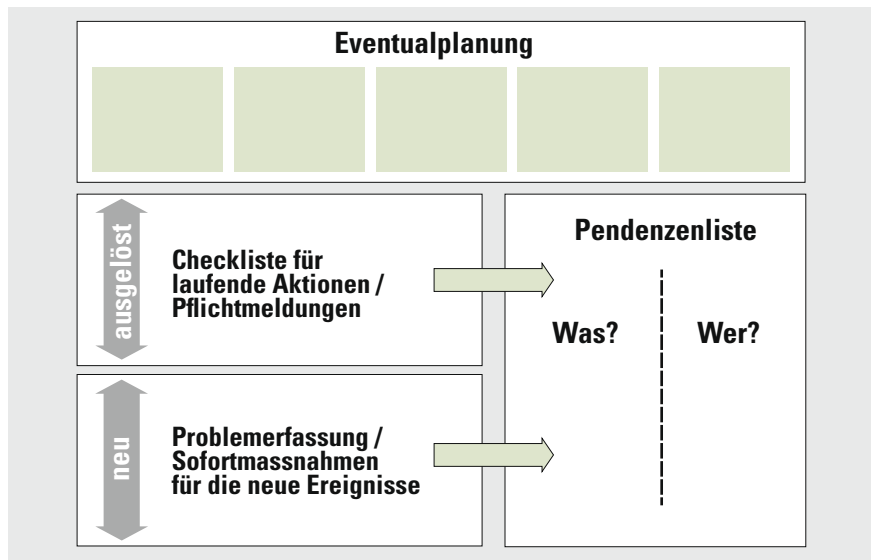 Eventualplanung
ausgelöst
Checkliste für
laufende Aktionen /
Pflichtmeldungen
neu
Problemerfassung /
Sofortmassnahmen
für die neue Ereignisse
Pendenzenliste
Was?
Wer?